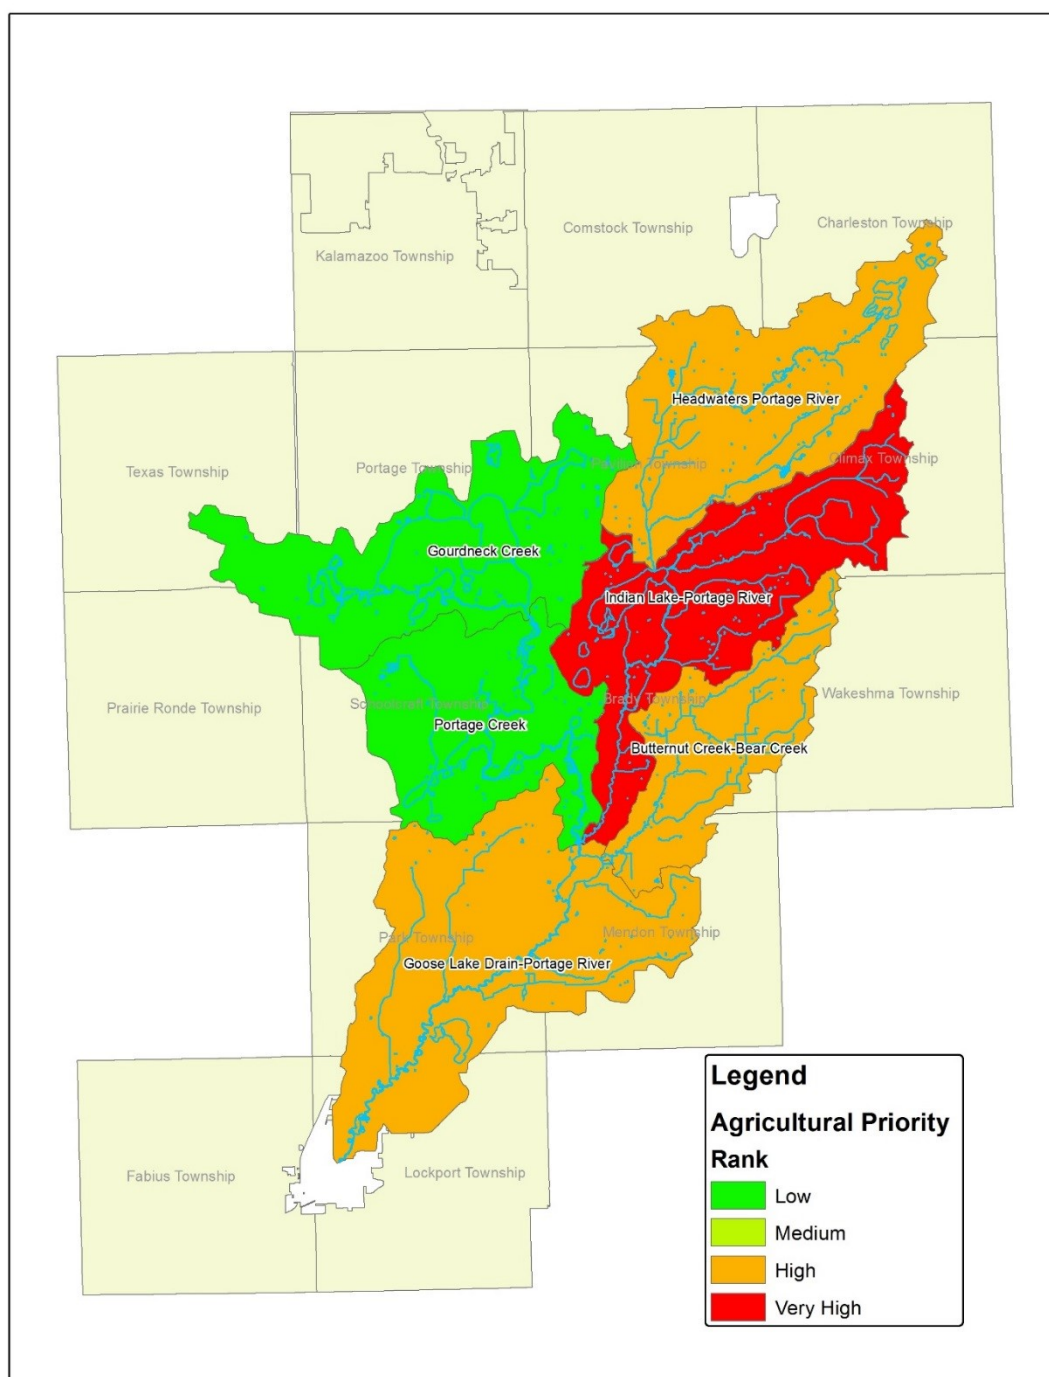 Charleston Township
Comstock Township
Kalamazoo Township
Headwaters Portage River
Texas Township
Portage Township
Pavilion Township
Climax Township
Gourdneck Creek
Indian Lake-Portage River
Prairie Ronde Township
Schoolcraft Township
Brady Township
Wakeshma Township
Portage Creek
Butternut Creek-Bear Creek
Park Township
Mendon Township
Goose Lake Drain-Portage River
Fabius Township
Lockport Township
Legend
Agricultural Priority
Rank
Low
Medium
High
Very High